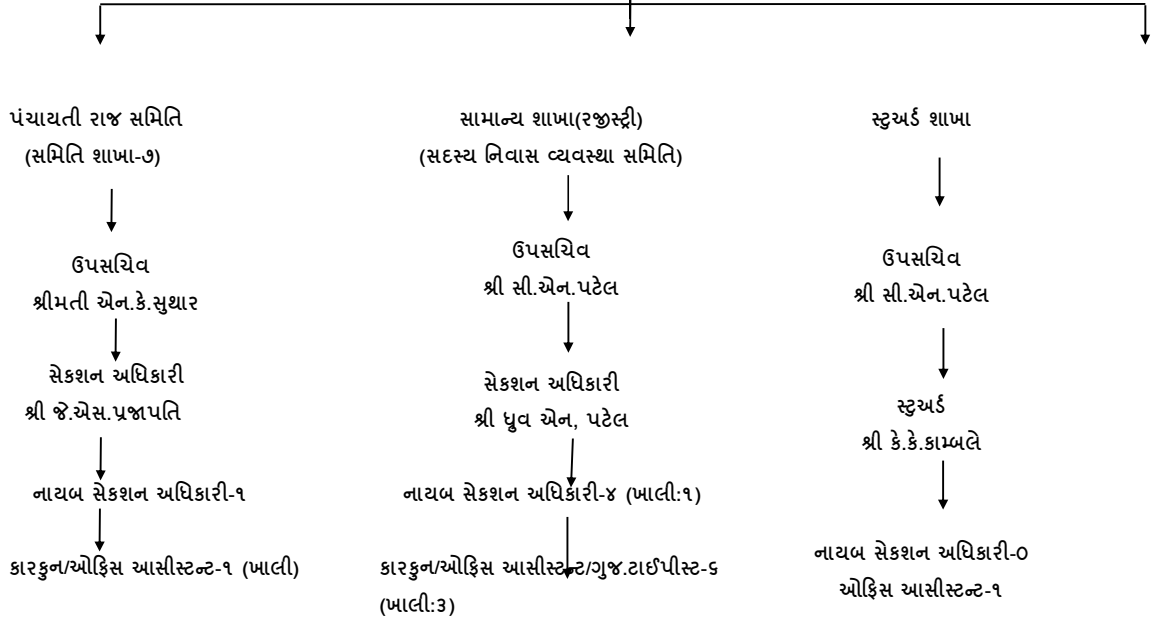 પંચાયતી રાજ સમિતિ
(સમિતિ શાખા-૭)
ઉપસચિવ
શ્રીમતી એન.કે.સુથાર
સેકશન અધિકારી
શ્રી જે.એસ.પ્રજાપતિ
નાયબ સેકશન અધિકારી-૧
કારકુન/ઓફિસ આસીસ્ટન્ટ-૧ (ખાલી)
સામાન્ય શાખા(રજીસ્ટ્રી)
(સદસ્ય નિવાસ વ્યવસ્થા સમિતિ)
ઉપસચિવ
શ્રી સી.એન.પટેલ
સેકશન અધિકારી
શ્રી ધ્રુવ એન, પટેલ
નાયબ સેકશન અધિકારી-૪ (ખાલી:૧)
કારકુન/ઓફિસ આસીસ્ટન્ટ/ગુજ.ટાઈપીસ્ટ-૬
(ખાલી:૩)
સ્ટુઅર્ડ શાખા
ઉપસચિવ
શ્રી સી.એન.પટેલ
સ્ટુઅર્ડ
શ્રી કે.કે.કામ્બલે
નાયબ સેકશન અધિકારી-૦
ઓફિસ આસીસ્ટન્ટ-૧